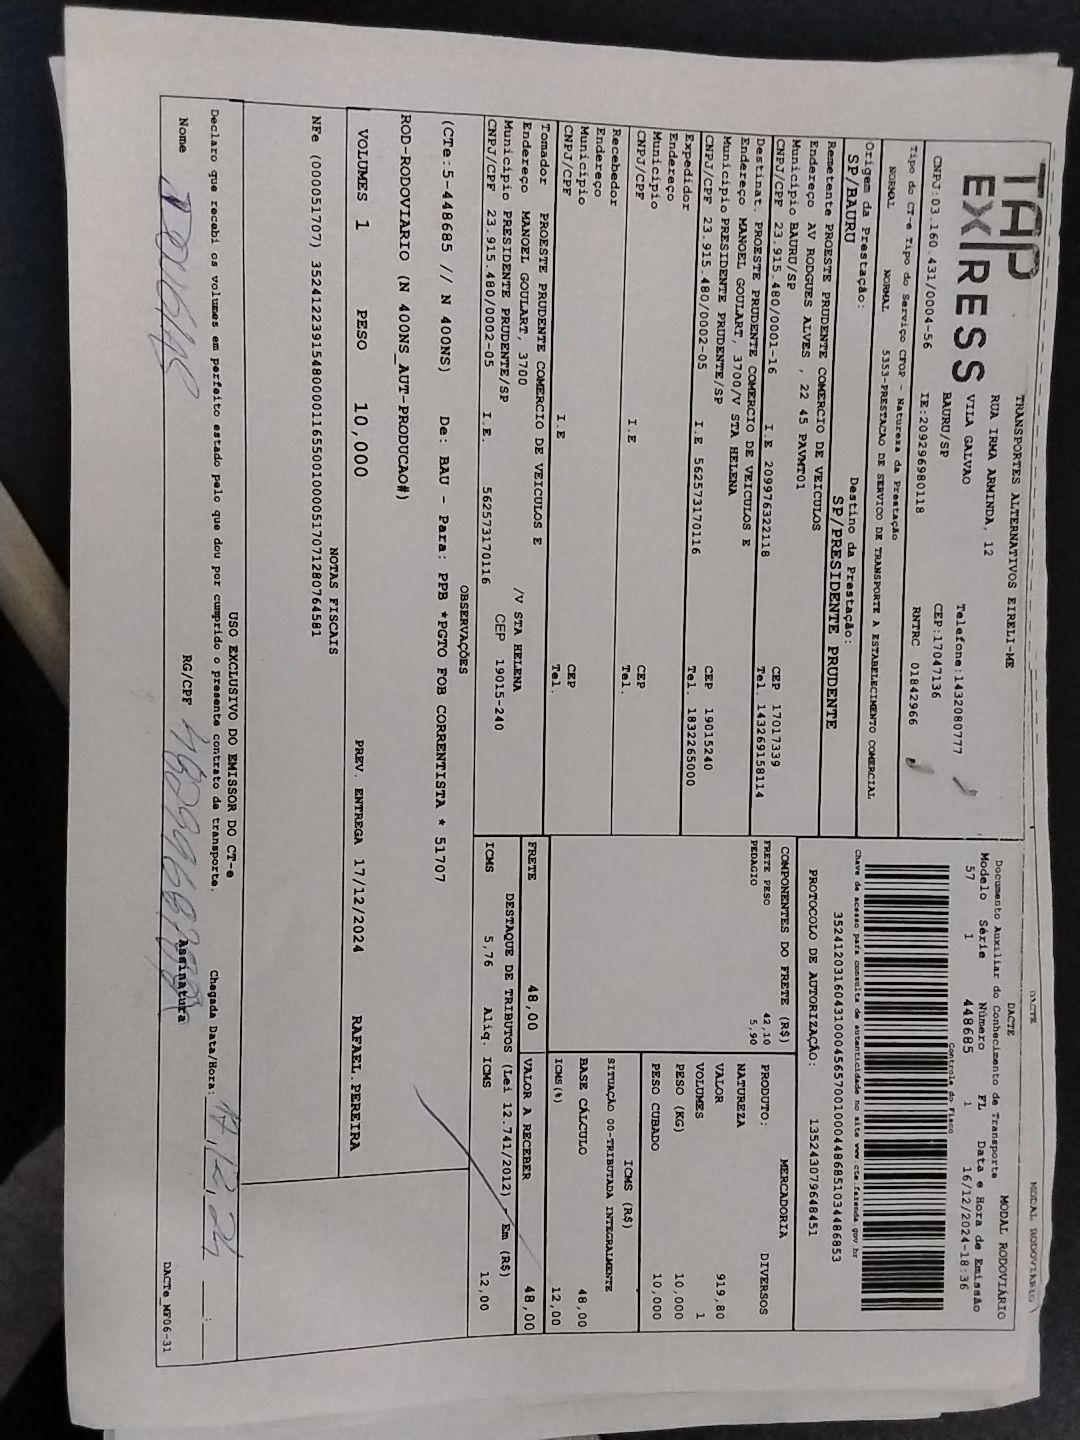 TAP
EXPRESS
TRANSPORTES ALTERNATIVOS EIRELI-ME
RUA IRMA ARMINDA, 12
VILA GALVAO
BAURU/SP
Telefone:1432080777
CEP:17047136
CNPJ:03.160.431/0004-56 IE:209296980118 RNTRC 01842966
Tipo do CT-e Tipo do Serviço CFOP - Natureza da Prestação
NORMAL NORMAL 5353-PRESTACAO DE SERVICO DE TRANSPORTE A ESTABELECIMENTO COMERCIAL
Origem da Prestação: Destino da Prestação:
SP/BAURU SP/PRESIDENTE PRUDENTE
Remetente PROESTE PRUDENTE COMERCIO DE VEICULOS
Endereço AV RODGUES ALVES , 22 45 PAVMT01
Município BAURU/SP CEP 17017339
CNPJ/CPF 23.915.480/0001-16 I.E 209976322118 Tel. 143269158114
Destinat. PROESTE PRUDENTE COMERCIO DE VEICULOS E
Endereço MANOEL GOULART, 3700/V STA HELENA
Município PRESIDENTE PRUDENTE/SP CEP 19015240
CNPJ/CPF 23.915.480/0002-05 I.E 562573170116 Tel. 1832265000
Expedidor
Endereço
Município CEP
CNPJ/CPF I.E Tel.
Recebedor
Endereço
Município CEP
CNPJ/CPF I.E Tel.
Tomador PROESTE PRUDENTE COMERCIO DE VEICULOS E
Endereço MANOEL GOULART, 3700 /V STA HELENA
Município PRESIDENTE PRUDENTE/SP CEP 19015-240
CNPJ/CPF 23.915.480/0002-05 I.E. 562573170116
DACTE MODAL RODOVIÁRIO
DACTE MODAL RODOVIÁRIO
Documento Auxiliar do Conhecimento de Transporte
Modelo Série Número FL Data e Hora de Emissão
57 1 448685 1 16/12/2024-18:36
Controle do Fisco
35241203160431000456570010004486851034486853
Chave de acesso para consulta de autenticidade no site www.cte.fazenda.gov.br
PROTOCOLO DE AUTORIZAÇÃO: 135243079648451
COMPONENTES DO FRETE (R$)
FRETE PESO 42,10
PEDAGIO 5,90
MERCADORIA
PRODUTO: DIVERSOS
NATUREZA
VALOR 919,80
VOLUMES 1
PESO (KG) 10,000
PESO CUBADO 10,000
ICMS (R$)
SITUAÇÃO 00-TRIBUTADA INTEGRALMENTE
BASE CÁLCULO 48,00
ICMS(%) 12,00
FRETE 48,00 VALOR A RECEBER 48,00
DESTAQUE DE TRIBUTOS (Lei 12.741/2012) - Em (R$)
ICMS 5,76 Aliq. ICMS 12,00
OBSERVAÇÕES
(CTe:5-448685 // N 400NS) De: BAU - Para: PPB *PGTO FOB CORRENTISTA * 51707
ROD-RODOVIARIO (N 400NS_AUT-PRODUCAO#)
VOLUMES 1 PESO 10,000 PREV. ENTREGA 17/12/2024 RAFAEL.PEREIRA
NOTAS FISCAIS
NFe (000051707) 35241223915480000116550010000517071280764581
USO EXCLUSIVO DO EMISSOR DO CT-e
Declaro que recebi os volumes em perfeito estado pelo que dou por cumprido o presente contrato de transporte. Chegada Data/Hora: 17,12,24 __:__
Nome RG/CPF Assinatura
DACTe_MP06-31